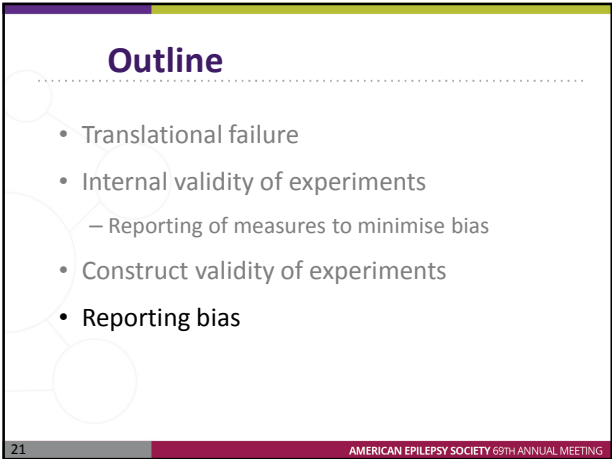 Outline
• Translational failure
• Internal validity of experiments
– Reporting of measures to minimise bias
• Construct validity of experiments
• Reporting bias
21
AMERICAN EPILEPSY SOCIETY 69TH ANNUAL MEETING